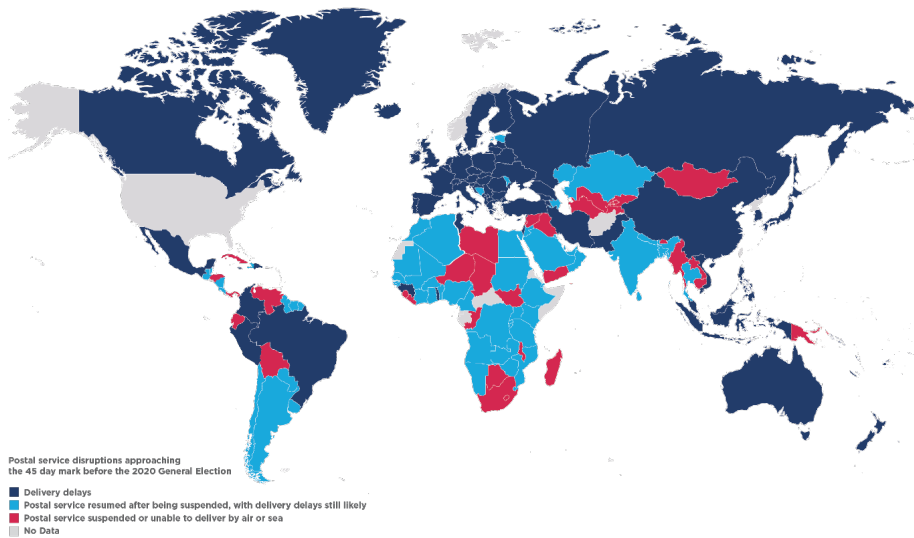 Postal service disruptions approaching
the 45 day mark before the 2020 General Election
Delivery delays
Postal service resumed after being suspended, with delivery delays still likely
Postal service suspended or unable to deliver by air or sea
No Data